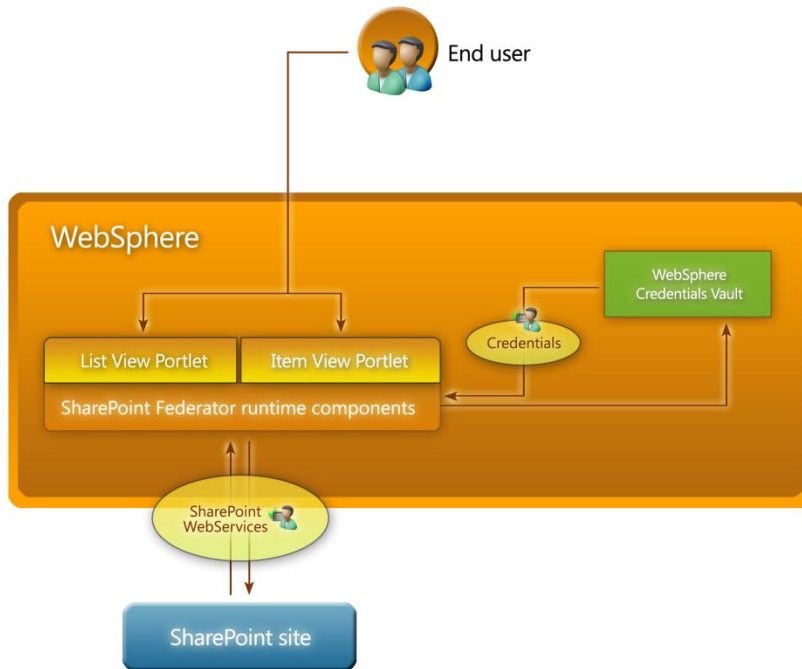 End user
WebSphere
WebSphere
Credentials Vault
Credentials
List View Portlet
Item View Portlet
SharePoint Federator runtime components
SharePoint
WebServices
SharePoint site